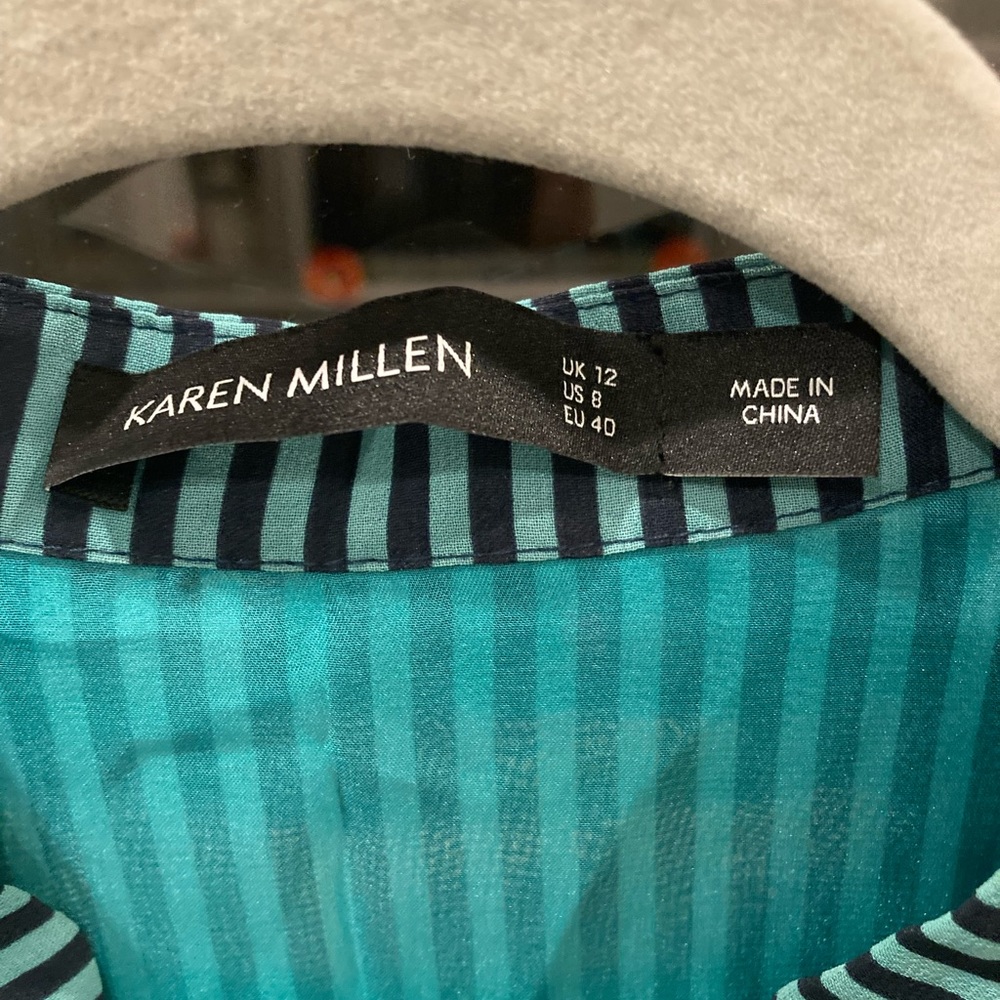 KAREN MILLEN
UK 12
US 8
EU 40
MADE IN
CHINA